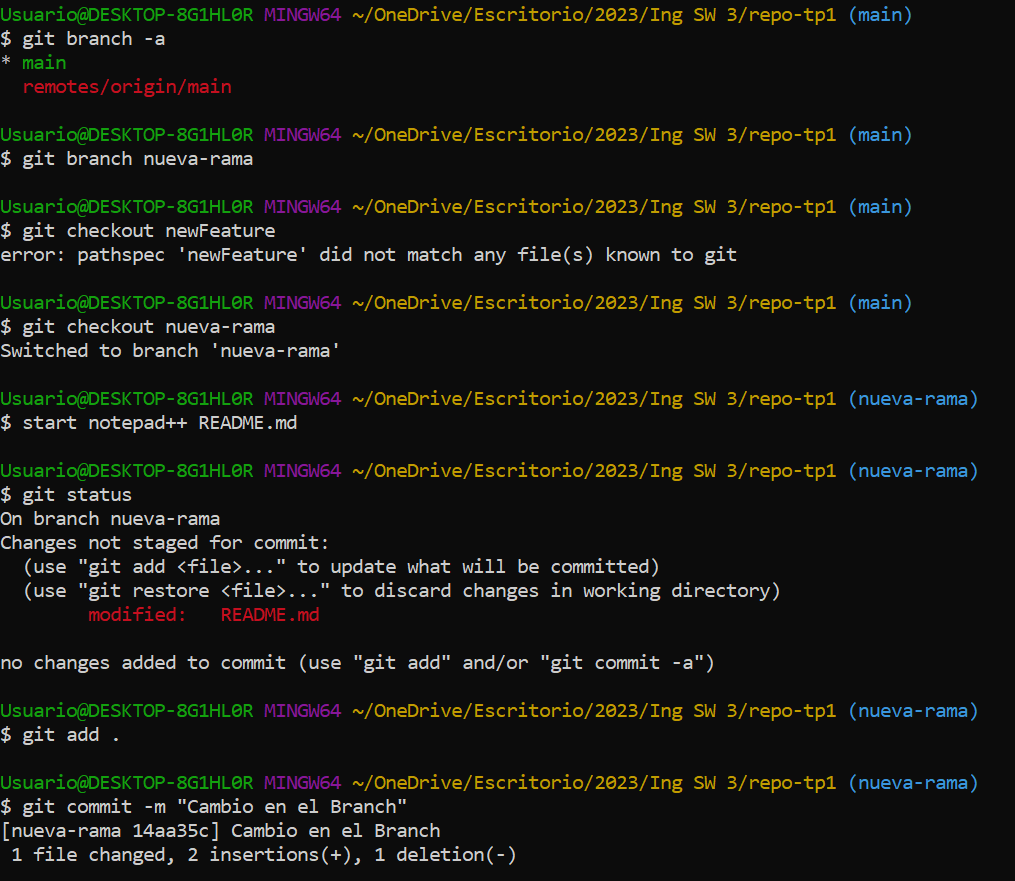 Usuario@DESKTOP-8G1HL0R MINGW64 ~/OneDrive/Escritorio/2023/Ing SW 3/repo-tp1 (main)
$ git branch -a
* main
  remotes/origin/main

Usuario@DESKTOP-8G1HL0R MINGW64 ~/OneDrive/Escritorio/2023/Ing SW 3/repo-tp1 (main)
$ git branch nueva-rama

Usuario@DESKTOP-8G1HL0R MINGW64 ~/OneDrive/Escritorio/2023/Ing SW 3/repo-tp1 (main)
$ git checkout newFeature
error: pathspec 'newFeature' did not match any file(s) known to git

Usuario@DESKTOP-8G1HL0R MINGW64 ~/OneDrive/Escritorio/2023/Ing SW 3/repo-tp1 (main)
$ git checkout nueva-rama
Switched to branch 'nueva-rama'

Usuario@DESKTOP-8G1HL0R MINGW64 ~/OneDrive/Escritorio/2023/Ing SW 3/repo-tp1 (nueva-rama)
$ start notepad++ README.md

Usuario@DESKTOP-8G1HL0R MINGW64 ~/OneDrive/Escritorio/2023/Ing SW 3/repo-tp1 (nueva-rama)
$ git status
On branch nueva-rama
Changes not staged for commit:
  (use "git add <file>..." to update what will be committed)
  (use "git restore <file>..." to discard changes in working directory)
        modified:   README.md

no changes added to commit (use "git add" and/or "git commit -a")

Usuario@DESKTOP-8G1HL0R MINGW64 ~/OneDrive/Escritorio/2023/Ing SW 3/repo-tp1 (nueva-rama)
$ git add .

Usuario@DESKTOP-8G1HL0R MINGW64 ~/OneDrive/Escritorio/2023/Ing SW 3/repo-tp1 (nueva-rama)
$ git commit -m "Cambio en el Branch"
[nueva-rama 14aa35c] Cambio en el Branch
 1 file changed, 2 insertions(+), 1 deletion(-)